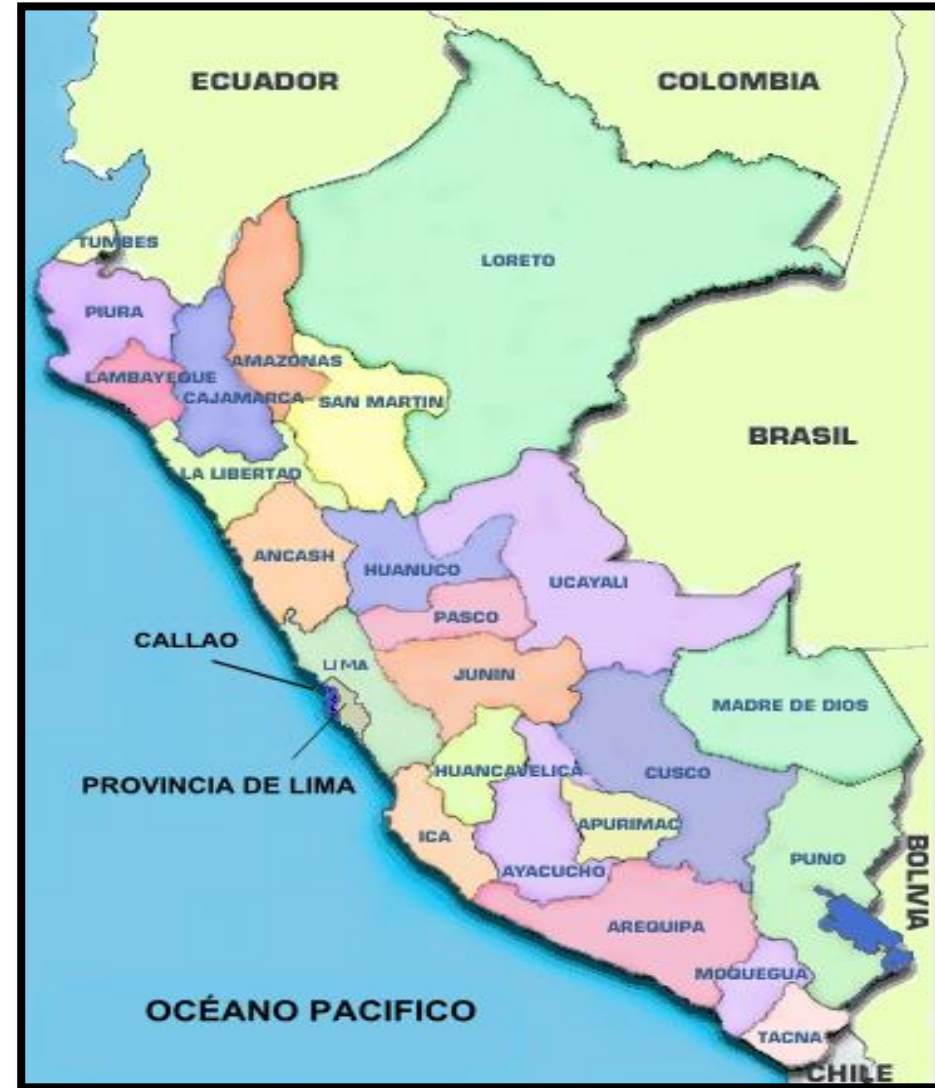 ECUADOR
COLOMBIA
TUMBES
LORETO
PIURA
AMAZONAS
LAMBAYEQUE
CAJAMARCA
SAN MARTIN
BRASIL
LA LIBERTAD
ANCASH
HUANUCO
UCAYALI
PASCO
CALLAO
LIMA
JUNIN
MADRE DE DIOS
PROVINCIA DE LIMA
HUANCAVELICA
CUSCO
ICA
APURIMAC
PUNO
BOLIVIA
AYACUCHO
AREQUIPA
MOQUEGUA
OCÉANO PACIFICO
TACNA
CHILE